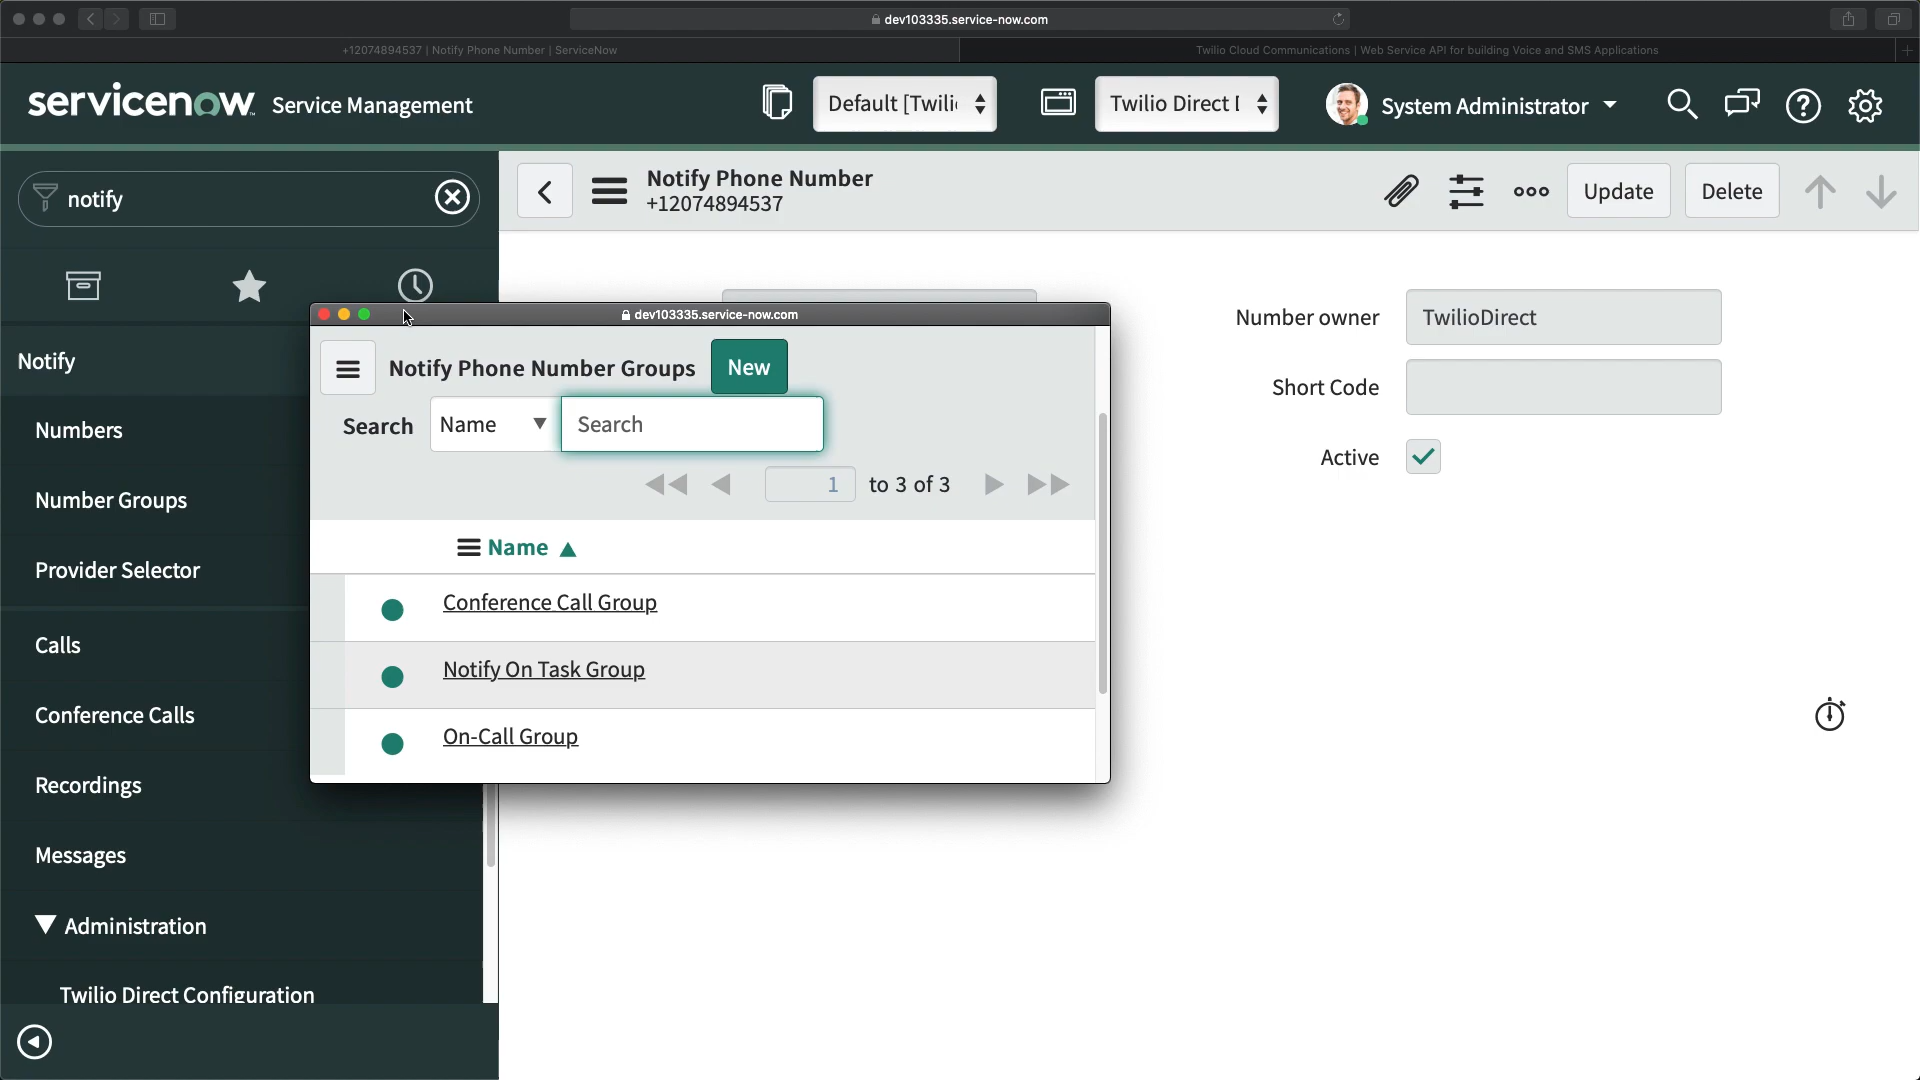 dev103335.service-now.com
+12074894537 | Notify Phone Number | ServiceNow
Twilio Cloud Communications | Web Service API for building Voice and SMS Applications
servicenow Service Management
Default [Twili
Twilio Direct [
System Administrator
notify
Notify Phone Number
+12074894537
Update
Delete
Notify
Numbers
Number Groups
Provider Selector
Calls
Conference Calls
Recordings
Messages
Administration
Twilio Direct Configuration
dev103335.service-now.com
Notify Phone Number Groups
New
Search
Name
Search
1 to 3 of 3
Name
Conference Call Group
Notify On Task Group
On-Call Group
Number owner
TwilioDirect
Short Code
Active